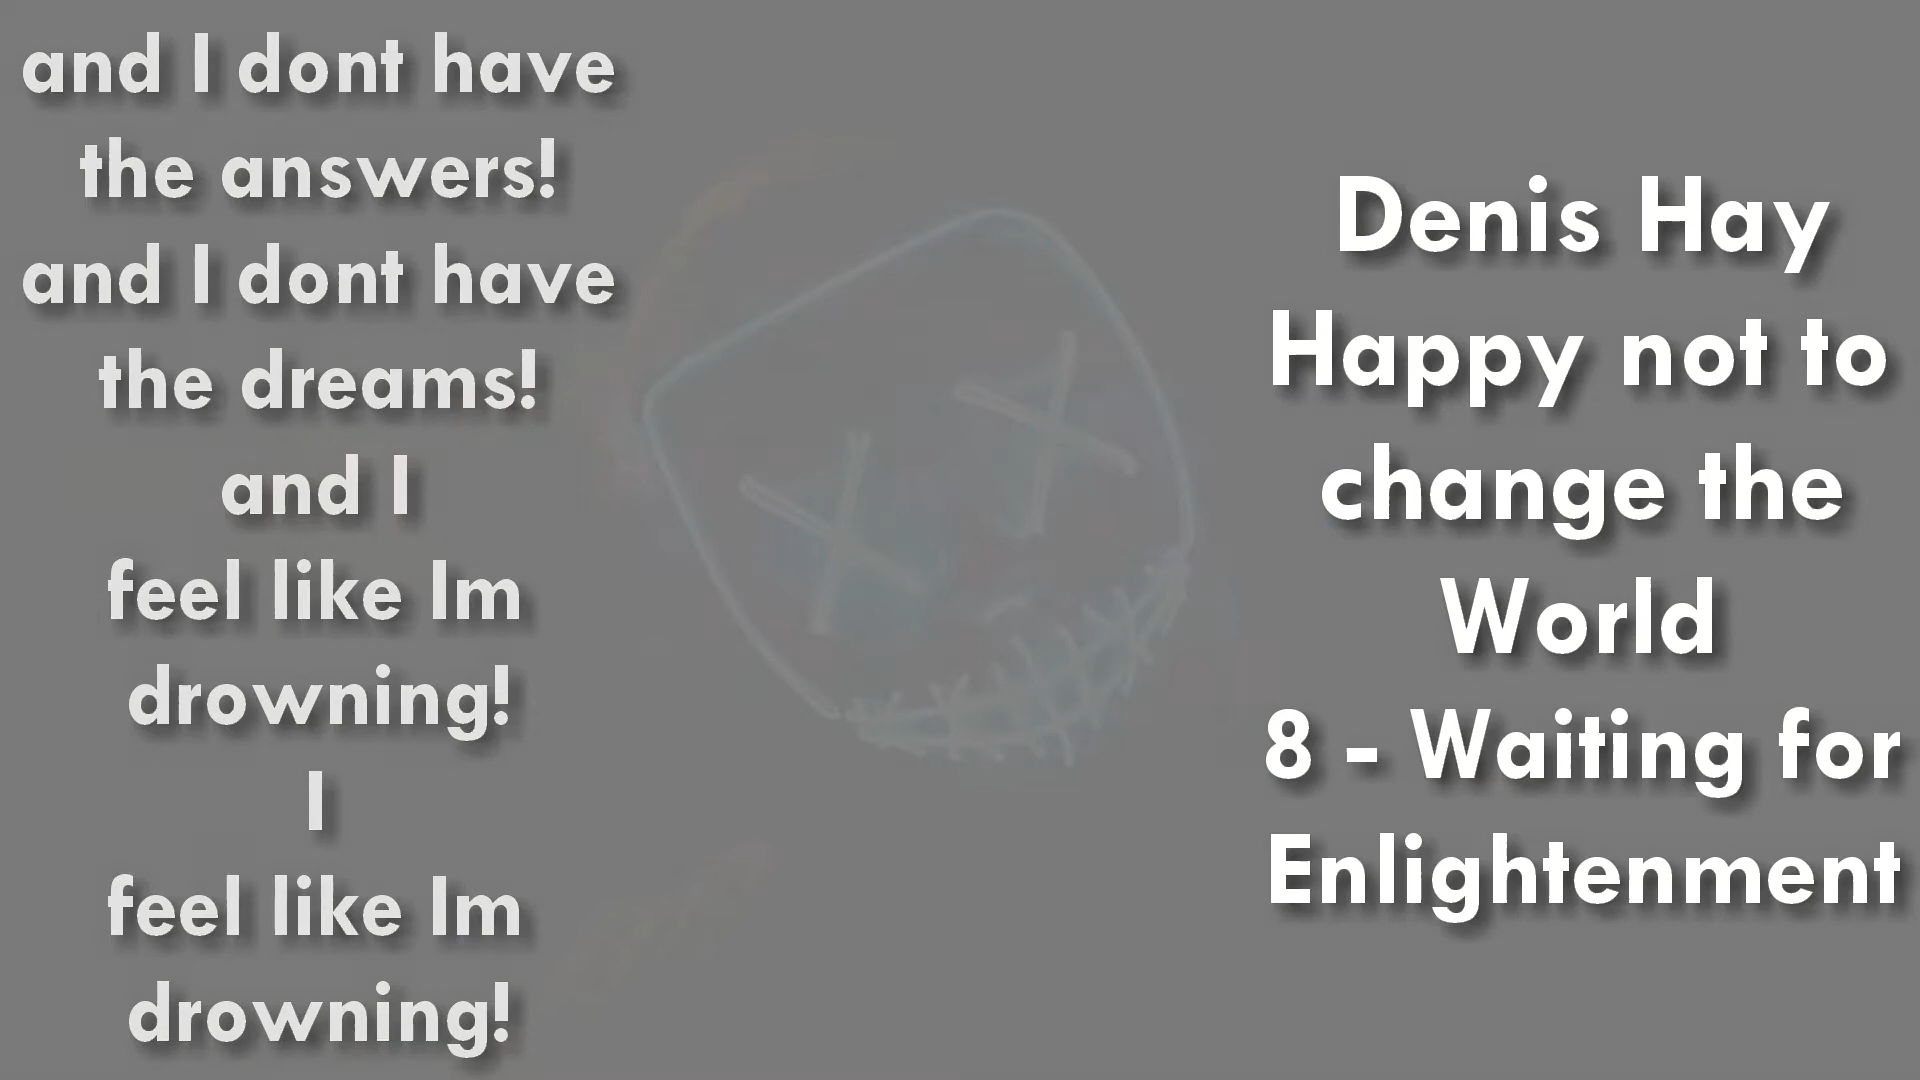 and I dont have
the answers!
and I dont have
the dreams!
and I
feel like Im
drowning!
I
feel like Im
drowning!
Denis Hay
Happy not to
change the
World
8 - Waiting for
Enlightenment